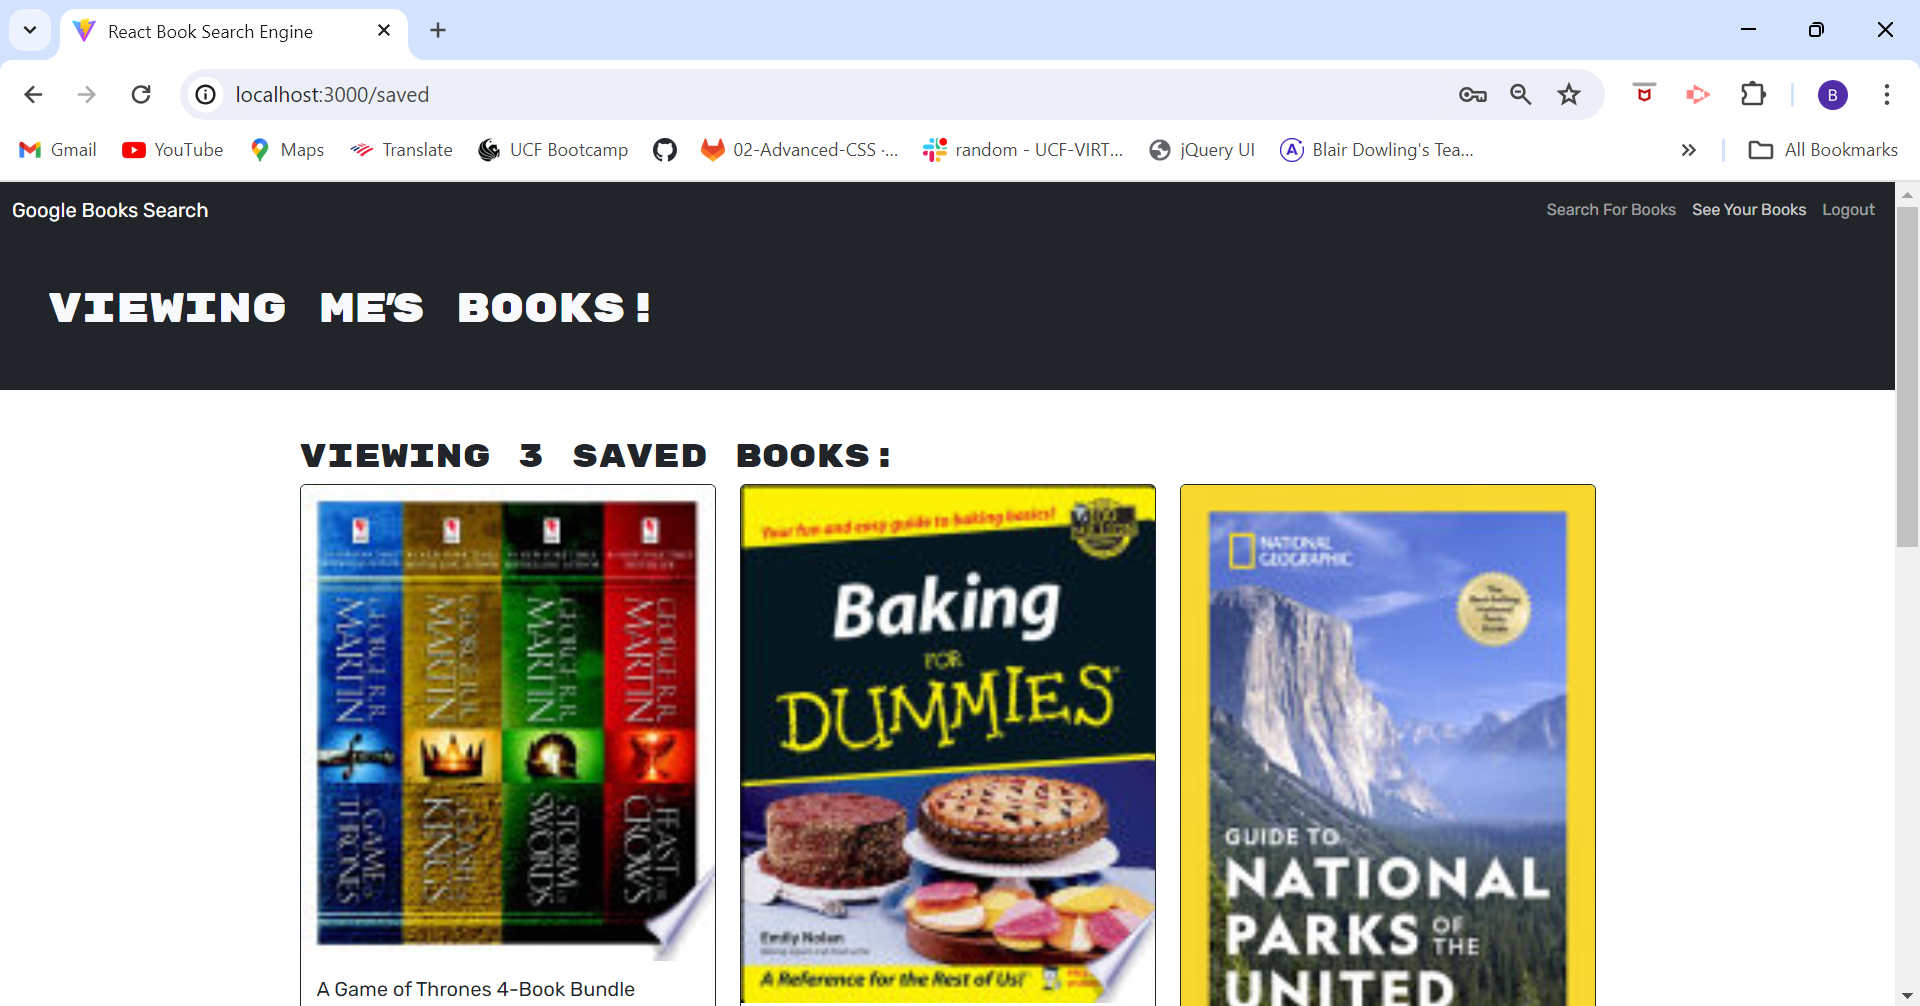 React Book Search Engine
localhost:3000/saved
B
Gmail
YouTube
Maps
Translate
UCF Bootcamp
02-Advanced-CSS ·...
random - UCF-VIRT...
jQuery UI
Blair Dowling's Tea...
All Bookmarks
Google Books Search
Search For Books
See Your Books
Logout
VIEWING ME'S BOOKS!
VIEWING 3 SAVED BOOKS:
GEORGE R.R. MARTIN
A GAME OF THRONES
GEORGE R.R. MARTIN
A CLASH OF KINGS
GEORGE R.R. MARTIN
STORM OF SWORDS
GEORGE R.R. MARTIN
FEAST FOR CROWS
A Game of Thrones 4-Book Bundle
Your fun and easy guide to baking basics!
100
MILLION
Baking
FOR
DUMMIES
Emily Nolan
A Reference for the Rest of Us!
NATIONAL
GEOGRAPHIC
GUIDE TO
NATIONAL
PARKS OF THE
UNITED